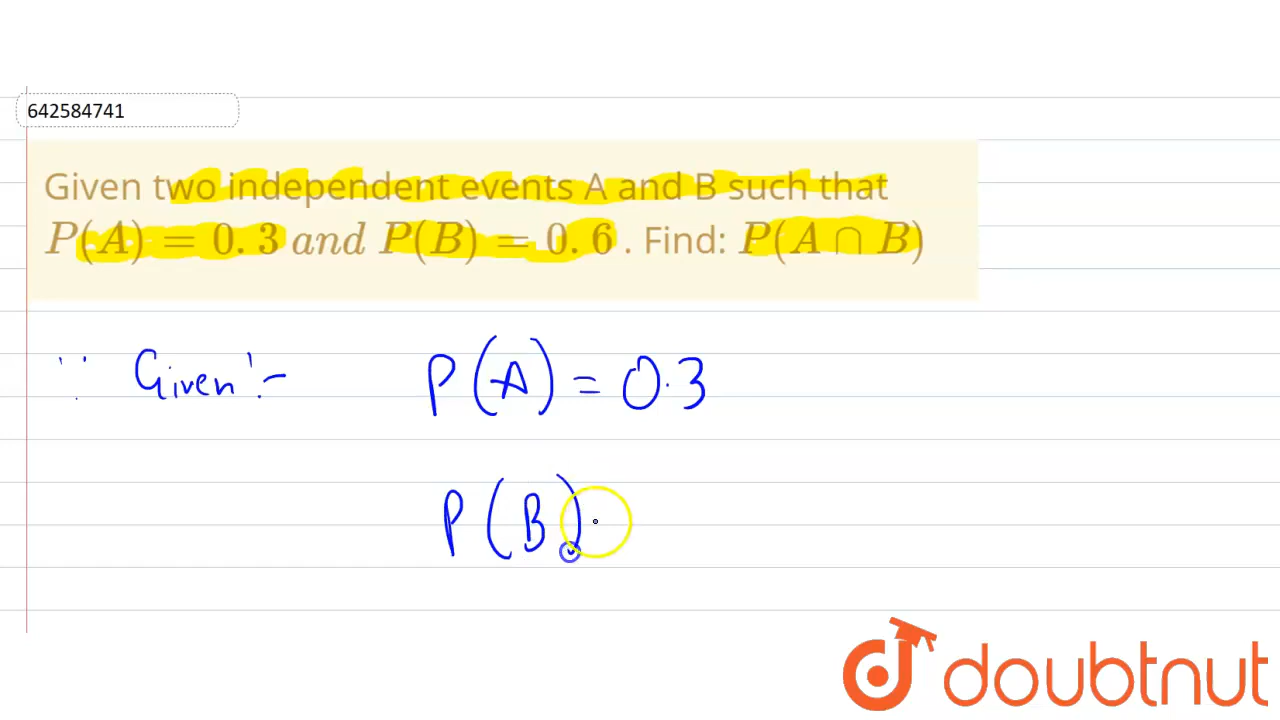 642584741
Given two independent events A and B such that
P(A) = 0.3 and P(B) = 0.6 . Find: P(A ∩ B)
∵ Given :- P(A) = 0.3
P(B)
doubtnut